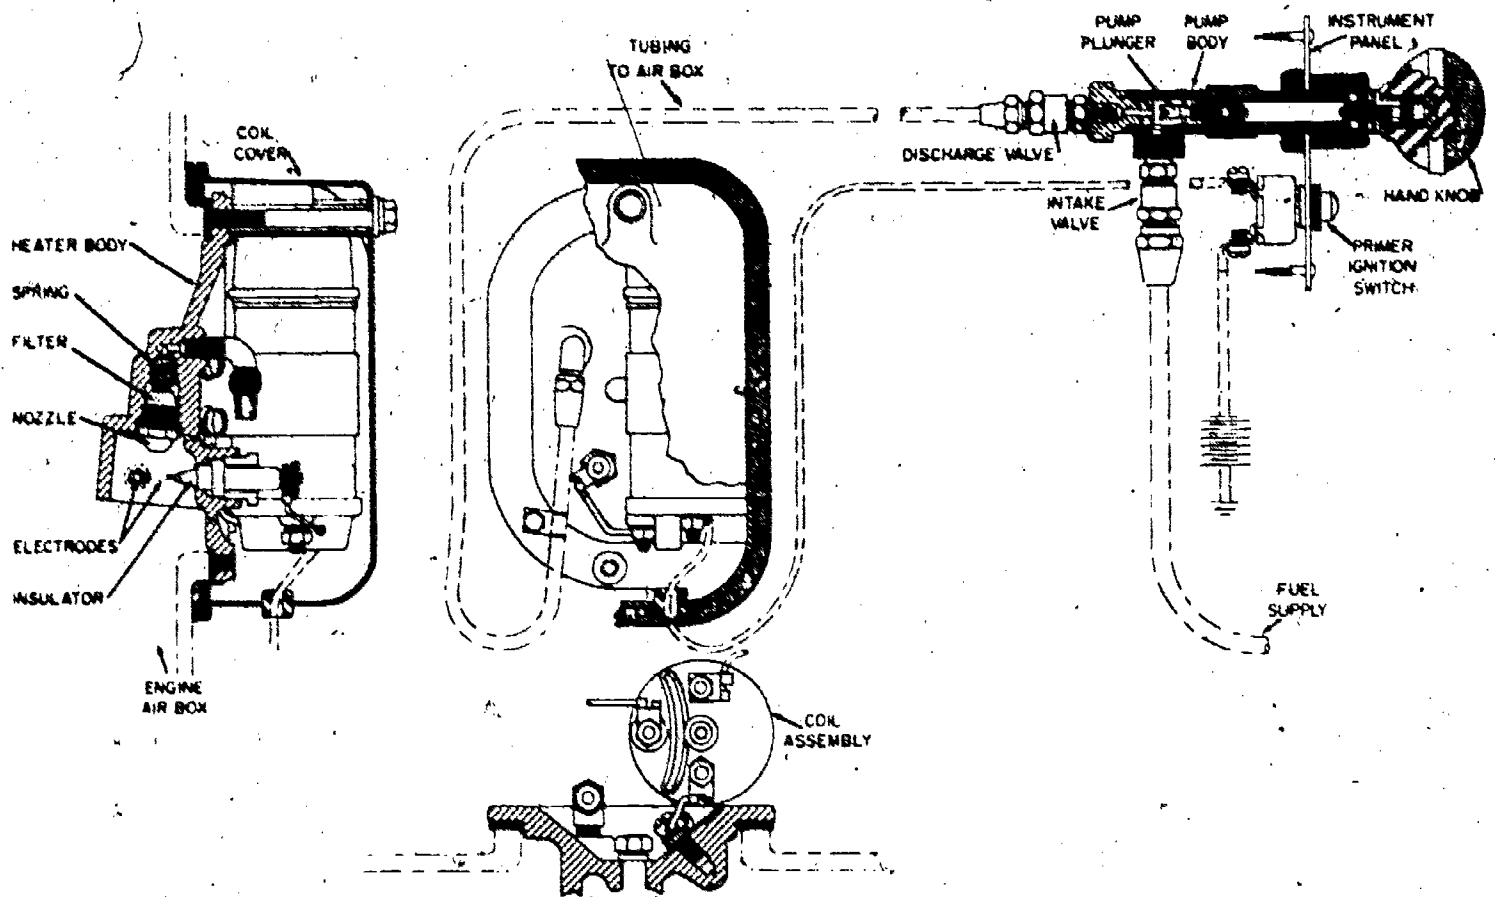 TUBING
TO AIR BOX
PUMP
PLUNGER
PUMP
BODY
INSTRUMENT
PANEL
COIL
COVER
DISCHARGE VALVE
INTAKE
VALVE
HAND KNOB
PRIMER
IGNITION
SWITCH
HEATER BODY
SPRING
FILTER
NOZZLE
ELECTRODES
INSULATOR
FUEL
SUPPLY
ENGINE
AIR BOX
COIL
ASSEMBLY